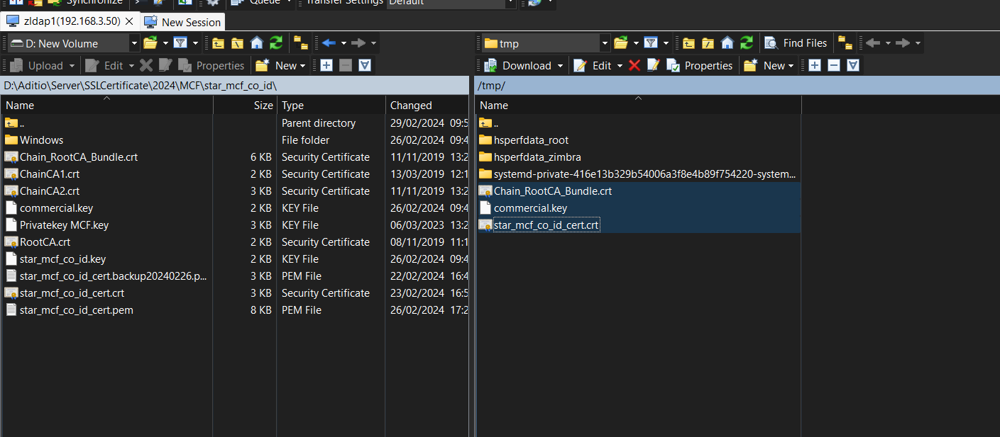 Synchronize Queue Transfer Settings Default
zldap1(192.168.3.50) New Session
D: New Volume
tmp Find Files
Upload Edit Properties New
Download Edit Properties New
D:\Aditio\Server\SSLCertificate\2024\MCF\star_mcf_co_id\
/tmp/
Name Size Type Changed
.. Parent directory 29/02/2024 09:5
Windows File folder 26/02/2024 09:4
Chain_RootCA_Bundle.crt 6 KB Security Certificate 11/11/2019 13:2
ChainCA1.crt 2 KB Security Certificate 13/03/2019 12:1
ChainCA2.crt 3 KB Security Certificate 11/11/2019 13:2
commercial.key 2 KB KEY File 26/02/2024 09:4
Privatekey MCF.key 3 KB KEY File 06/03/2023 13:2
RootCA.crt 2 KB Security Certificate 08/11/2019 11:1
star_mcf_co_id.key 2 KB KEY File 26/02/2024 09:4
star_mcf_co_id_cert.backup20240226.p... 3 KB PEM File 22/02/2024 16:4
star_mcf_co_id_cert.crt 3 KB Security Certificate 23/02/2024 16:5
star_mcf_co_id_cert.pem 8 KB PEM File 26/02/2024 17:2
Name
..
hsperfdata_root
hsperfdata_zimbra
systemd-private-416e13b329b54006a3f8e4b89f754220-system...
Chain_RootCA_Bundle.crt
commercial.key
star_mcf_co_id_cert.crt